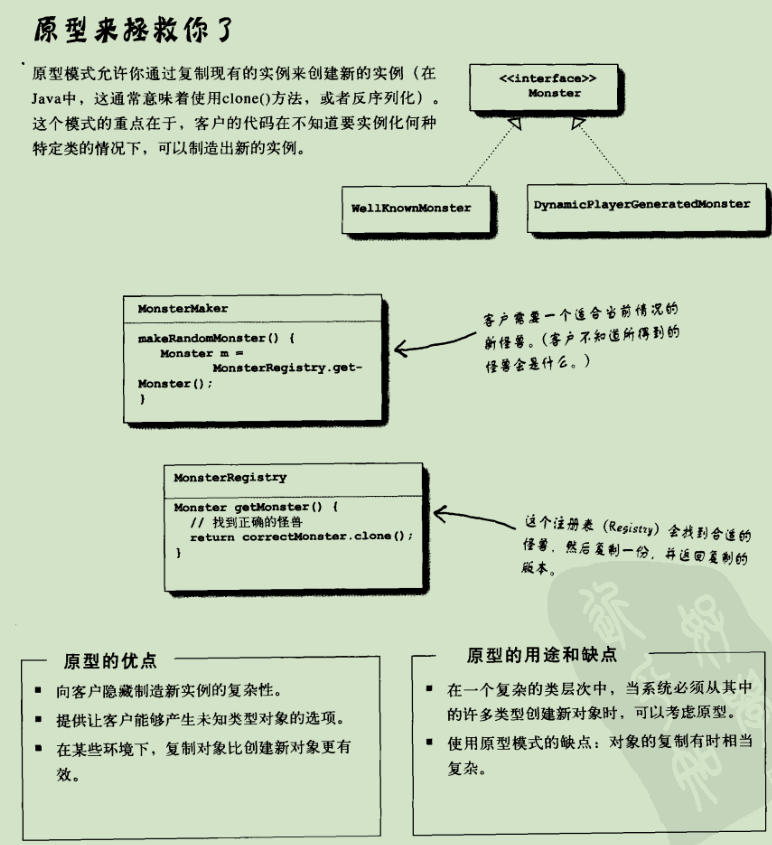 原型来拯救你了
原型模式允许你通过复制现有的实例来创建新的实例（在
Java中，这通常意味着使用clone()方法，或者反序列化）。
这个模式的重点在于，客户的代码在不知道要实例化何种
特定类的情况下，可以制造出新的实例。
<<interface>>
Monster
WellKnownMonster
DynamicPlayerGeneratedMonster
MonsterMaker
makeRandomMonster() {
Monster m =
MonsterRegistry.get-
Monster();
}
客户需要一个适合当前情况的
新怪兽。（客户不知道所得到的
怪兽会是什么。）
MonsterRegistry
Monster getMonster() {
// 找到正确的怪兽
return correctMonster.clone();
}
这个注册表（Registry）会找到合适的
怪兽，然后复制一份，并返回复制的
版本。
原型的优点
■ 向客户隐藏制造新实例的复杂性。
■ 提供让客户能够产生未知类型对象的选项。
■ 在某些环境下，复制对象比创建新对象更有
效。
原型的用途和缺点
■ 在一个复杂的类层次中，当系统必须从其中
的许多类型创建新对象时，可以考虑原型。
■ 使用原型模式的缺点：对象的复制有时相当
复杂。